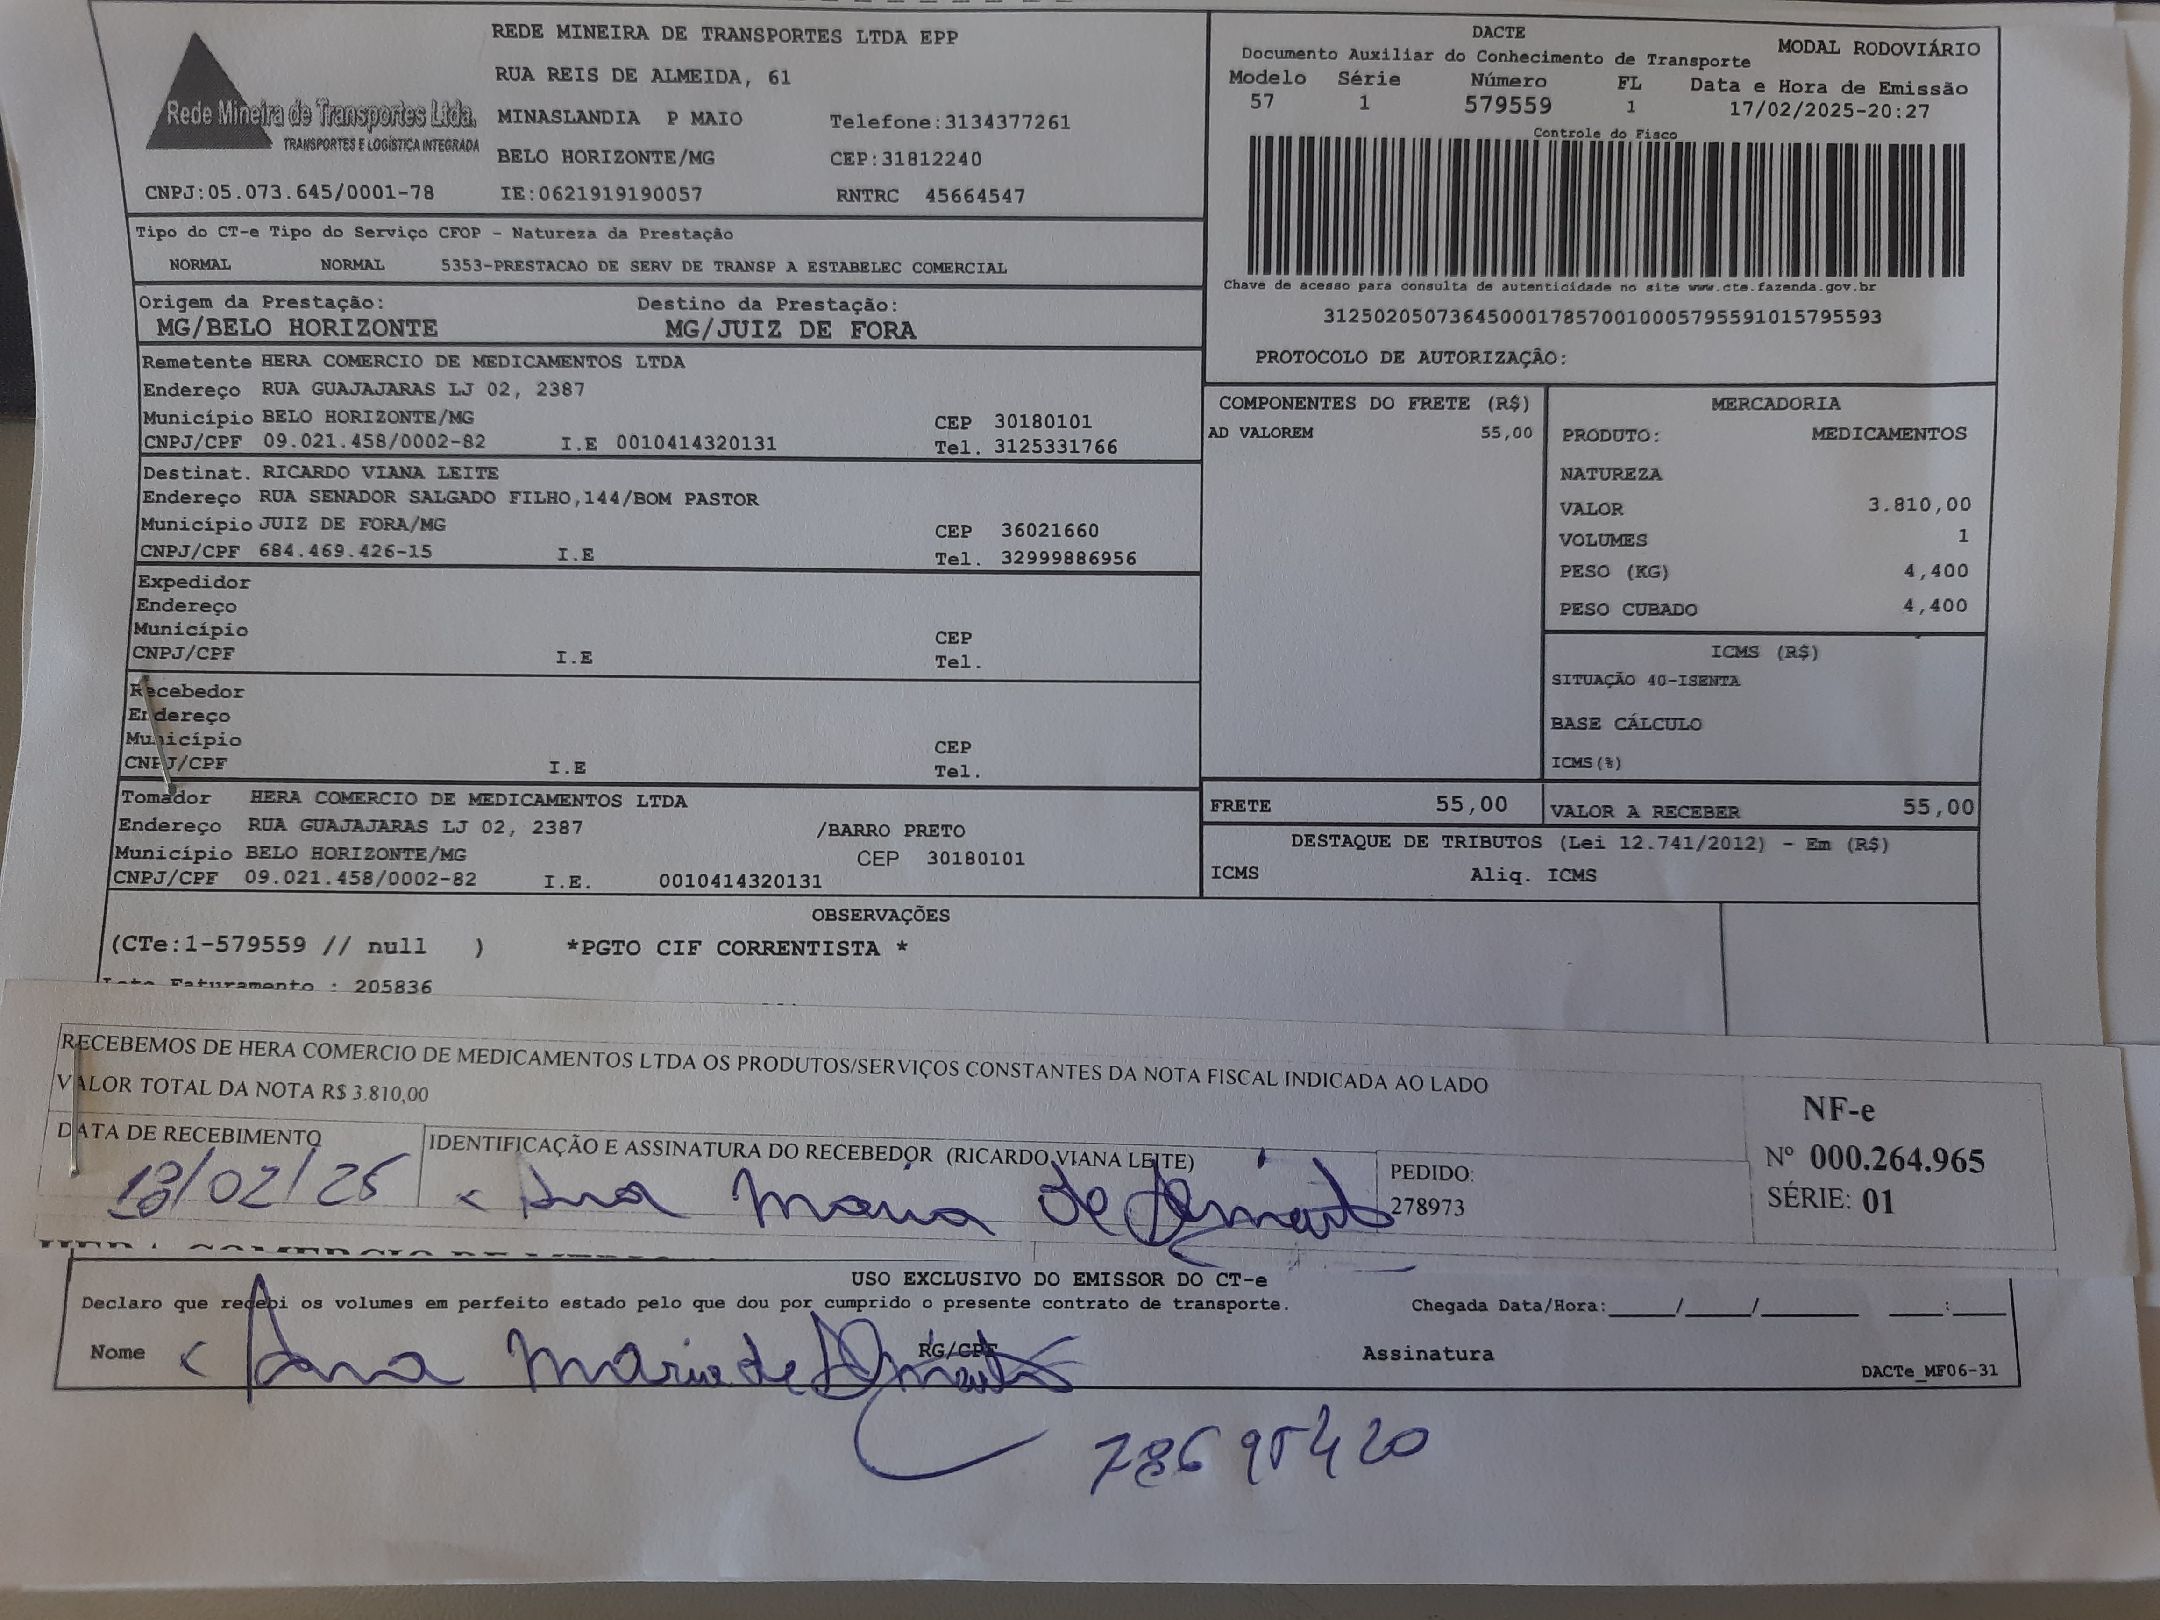 REDE MINEIRA DE TRANSPORTES LTDA EPP
RUA REIS DE ALMEIDA, 61
Rede Mineira de Transportes Ltda.
TRANSPORTES E LOGÍSTICA INTEGRADA
MINASLANDIA P MAIO Telefone:3134377261
BELO HORIZONTE/MG CEP:31812240
CNPJ:05.073.645/0001-78 IE:0621919190057 RNTRC 45664547
DACTE
Documento Auxiliar do Conhecimento de Transporte MODAL RODOVIÁRIO
Modelo Série Número FL Data e Hora de Emissão
57 1 579559 1 17/02/2025-20:27
Controle do Fisco
Chave de acesso para consulta de autenticidade no site www.cte.fazenda.gov.br
31250205073645000178570010005795591015795593
PROTOCOLO DE AUTORIZAÇÃO:
Tipo do CT-e Tipo do Serviço CFOP - Natureza da Prestação
NORMAL NORMAL 5353-PRESTACAO DE SERV DE TRANSP A ESTABELEC COMERCIAL
Origem da Prestação: Destino da Prestação:
MG/BELO HORIZONTE MG/JUIZ DE FORA
Remetente HERA COMERCIO DE MEDICAMENTOS LTDA
Endereço RUA GUAJAJARAS LJ 02, 2387
Município BELO HORIZONTE/MG CEP 30180101
CNPJ/CPF 09.021.458/0002-82 I.E 0010414320131 Tel. 3125331766
Destinat. RICARDO VIANA LEITE
Endereço RUA SENADOR SALGADO FILHO,144/BOM PASTOR
Município JUIZ DE FORA/MG CEP 36021660
CNPJ/CPF 684.469.426-15 I.E Tel. 32999886956
Expedidor
Endereço
Município CEP
CNPJ/CPF I.E Tel.
Recebedor
Endereço
Município CEP
CNPJ/CPF I.E Tel.
Tomador HERA COMERCIO DE MEDICAMENTOS LTDA
Endereço RUA GUAJAJARAS LJ 02, 2387 /BARRO PRETO
Município BELO HORIZONTE/MG CEP 30180101
CNPJ/CPF 09.021.458/0002-82 I.E. 0010414320131
COMPONENTES DO FRETE (R$)
AD VALOREM 55,00
MERCADORIA
PRODUTO: MEDICAMENTOS
NATUREZA
VALOR 3.810,00
VOLUMES 1
PESO (KG) 4,400
PESO CUBADO 4,400
ICMS (R$)
SITUAÇÃO 40-ISENTA
BASE CÁLCULO
ICMS(%)
FRETE 55,00 VALOR A RECEBER 55,00
DESTAQUE DE TRIBUTOS (Lei 12.741/2012) - Em (R$)
ICMS Aliq. ICMS
OBSERVAÇÕES
(CTe:1-579559 // null ) *PGTO CIF CORRENTISTA *
Lote Faturamento : 205836
RECEBEMOS DE HERA COMERCIO DE MEDICAMENTOS LTDA OS PRODUTOS/SERVIÇOS CONSTANTES DA NOTA FISCAL INDICADA AO LADO
VALOR TOTAL DA NOTA R$ 3.810,00
DATA DE RECEBIMENTO IDENTIFICAÇÃO E ASSINATURA DO RECEBEDOR (RICARDO VIANA LEITE)
/02/25 Ana Maria de
PEDIDO:
278973
NF-e
Nº 000.264.965
SÉRIE: 01
USO EXCLUSIVO DO EMISSOR DO CT-e
Declaro que recebi os volumes em perfeito estado pelo que dou por cumprido o presente contrato de transporte. Chegada Data/Hora:____/____/______ ___:___
Nome Ana Maria de RG/CPF Assinatura
DACTe_MF06-31